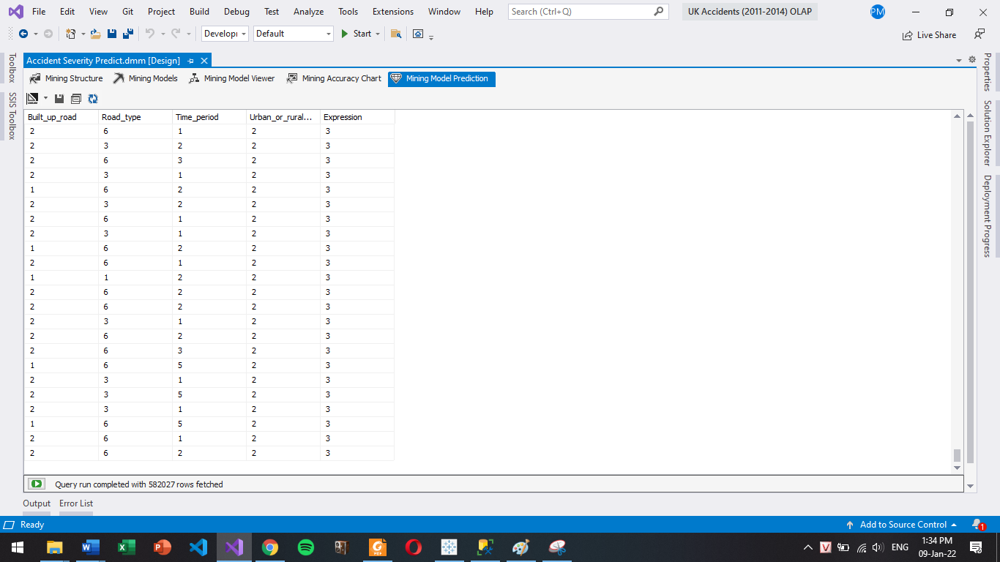 File Edit View Git Project Build Debug Test Analyze Tools Extensions Window Help Search (Ctrl+Q) UK Accidents (2011-2014) OLAP PM
Developı Default Start Live Share
Accident Severity Predict.dmm [Design]
Mining Structure Mining Models Mining Model Viewer Mining Accuracy Chart Mining Model Prediction
Toolbox
SSIS Toolbox
Built_up_road Road_type Time_period Urban_or_rural... Expression
2 6 1 2 3
2 3 2 2 3
2 6 3 2 3
2 3 1 2 3
1 6 2 2 3
2 3 2 2 3
2 6 1 2 3
2 3 1 2 3
1 6 2 2 3
2 6 1 2 3
1 1 2 2 3
2 6 2 2 3
2 6 2 2 3
2 3 1 2 3
2 6 2 2 3
2 6 3 2 3
1 6 5 2 3
2 3 1 2 3
2 3 5 2 3
2 3 1 2 3
1 6 5 2 3
2 6 1 2 3
2 6 2 2 3
Properties
Solution Explorer
Deployment Progress
Query run completed with 582027 rows fetched
Output Error List
Ready Add to Source Control 1
V ENG 1:34 PM
09-Jan-22